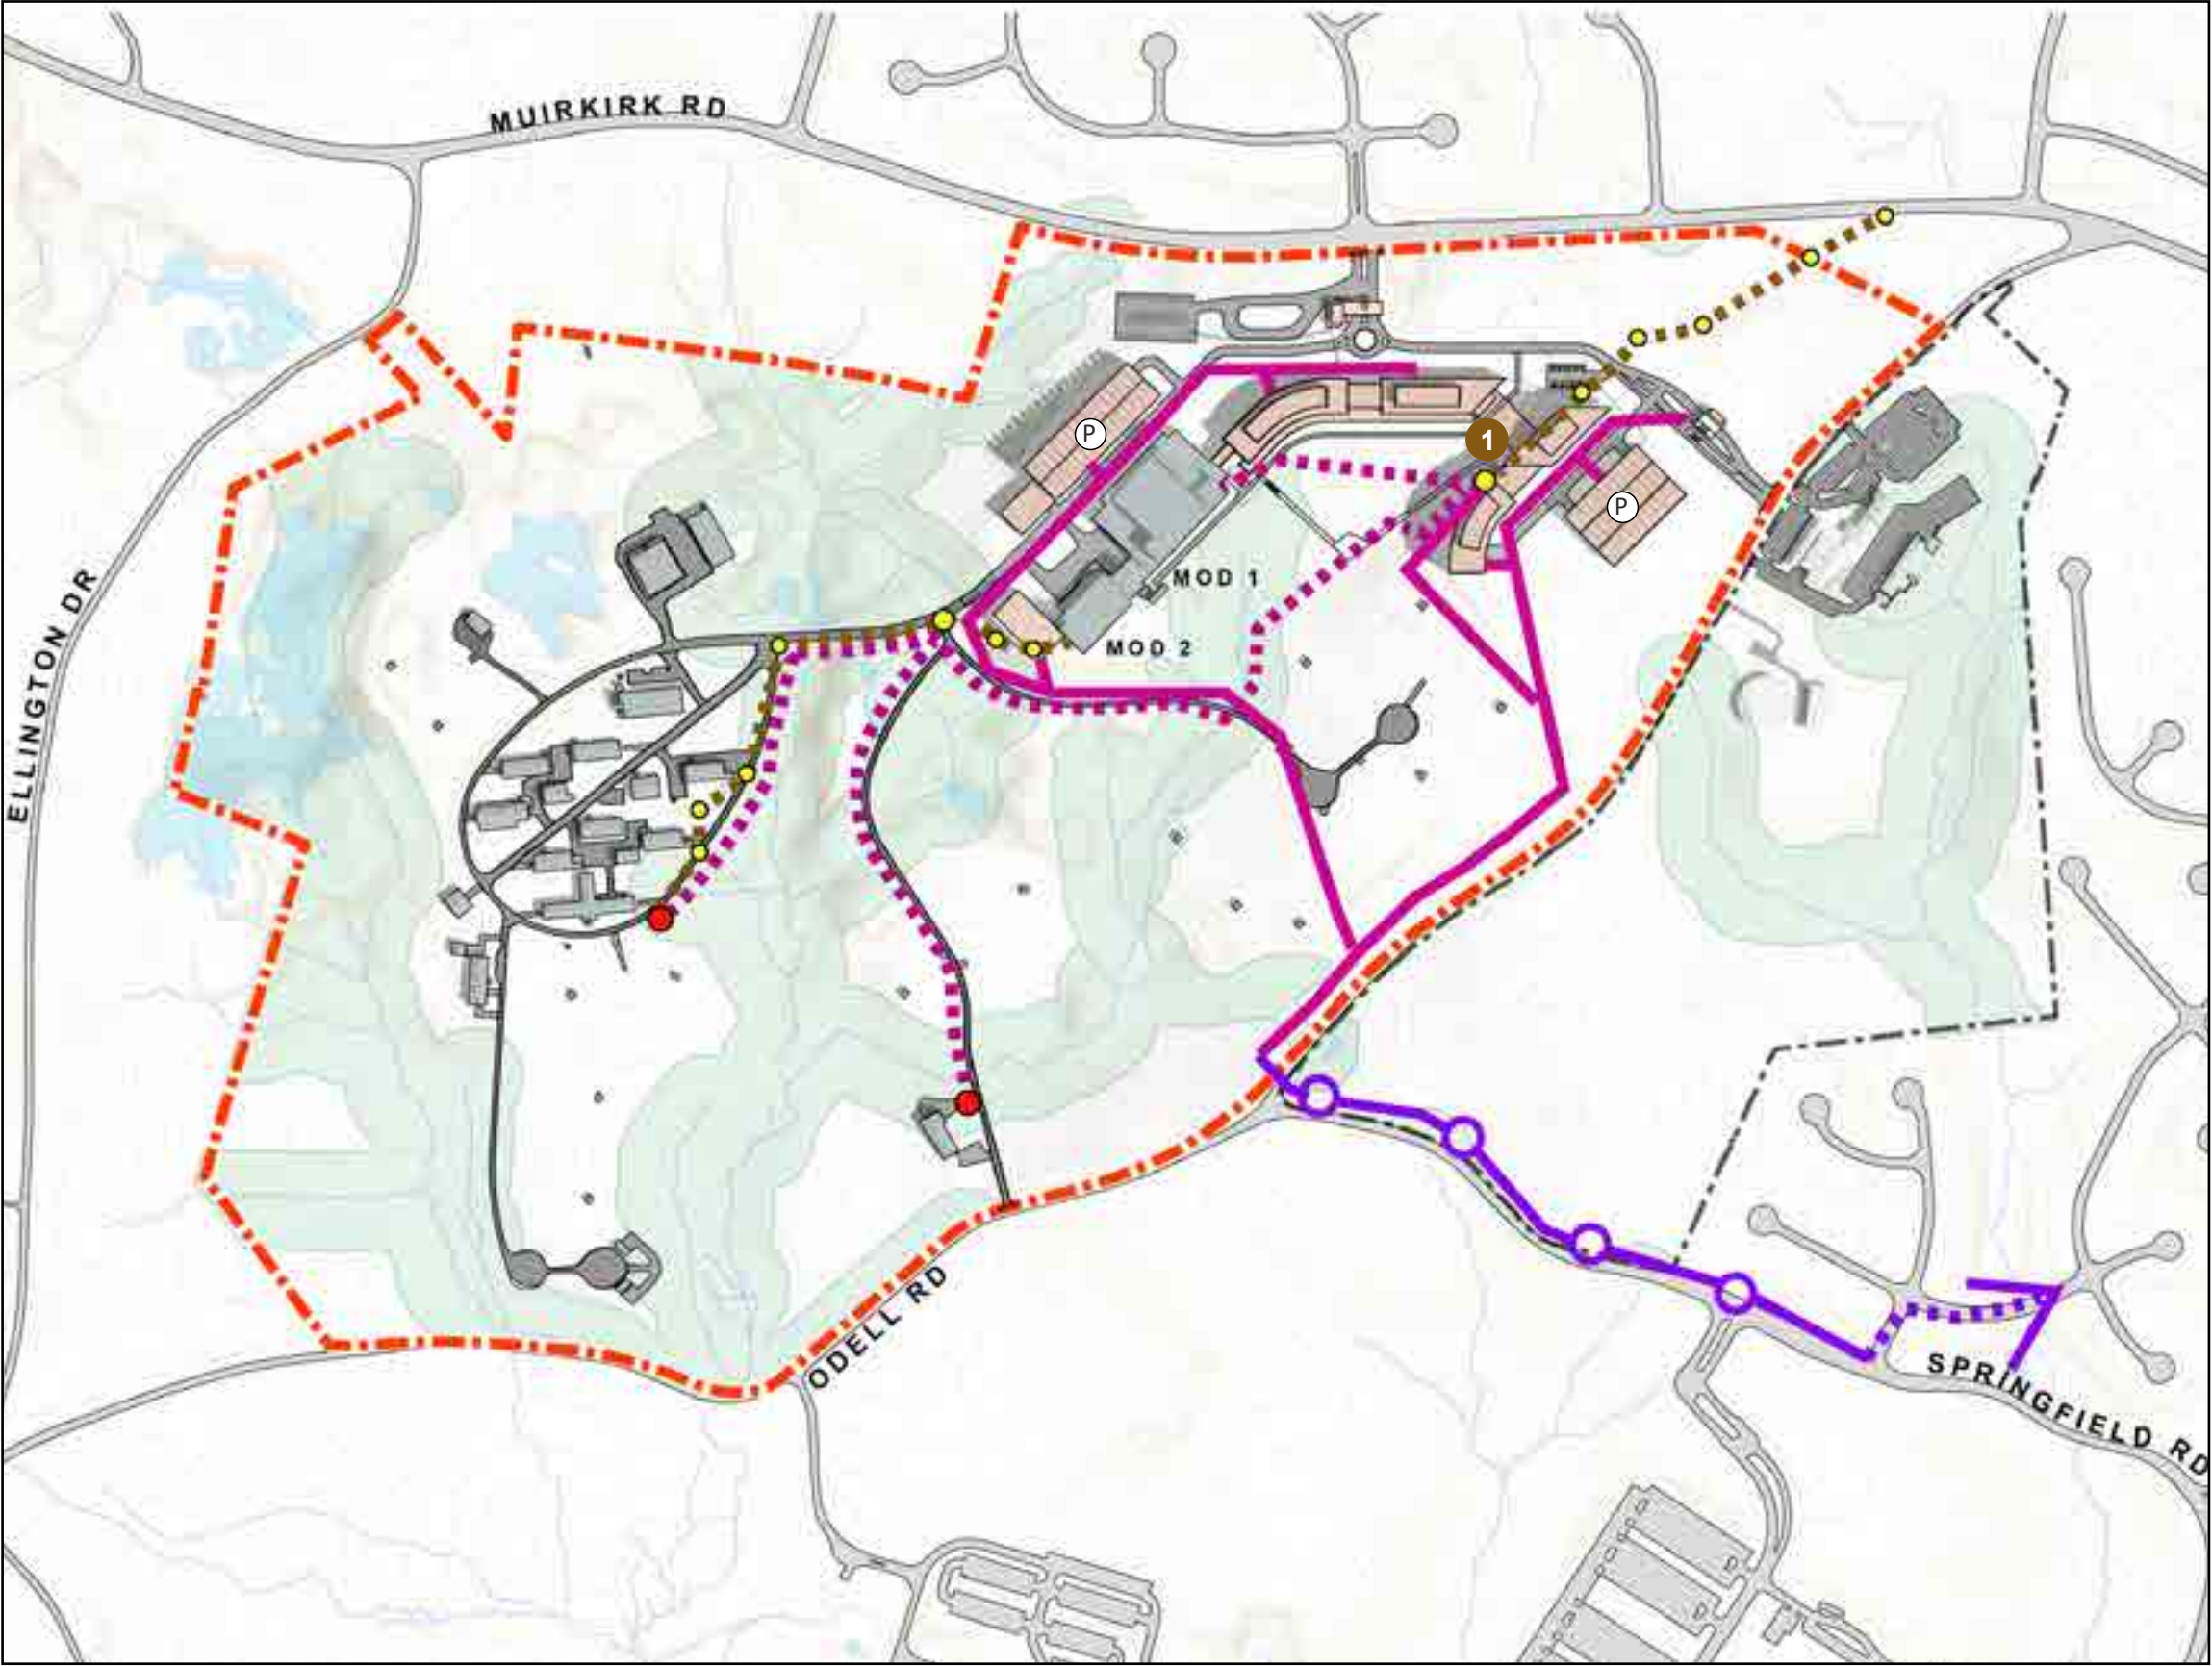 MUIRKIRK RD
P
1
P
MOD 1
MOD 2
ELLINGTON DR
ODELL RD
SPRINGFIELD RD